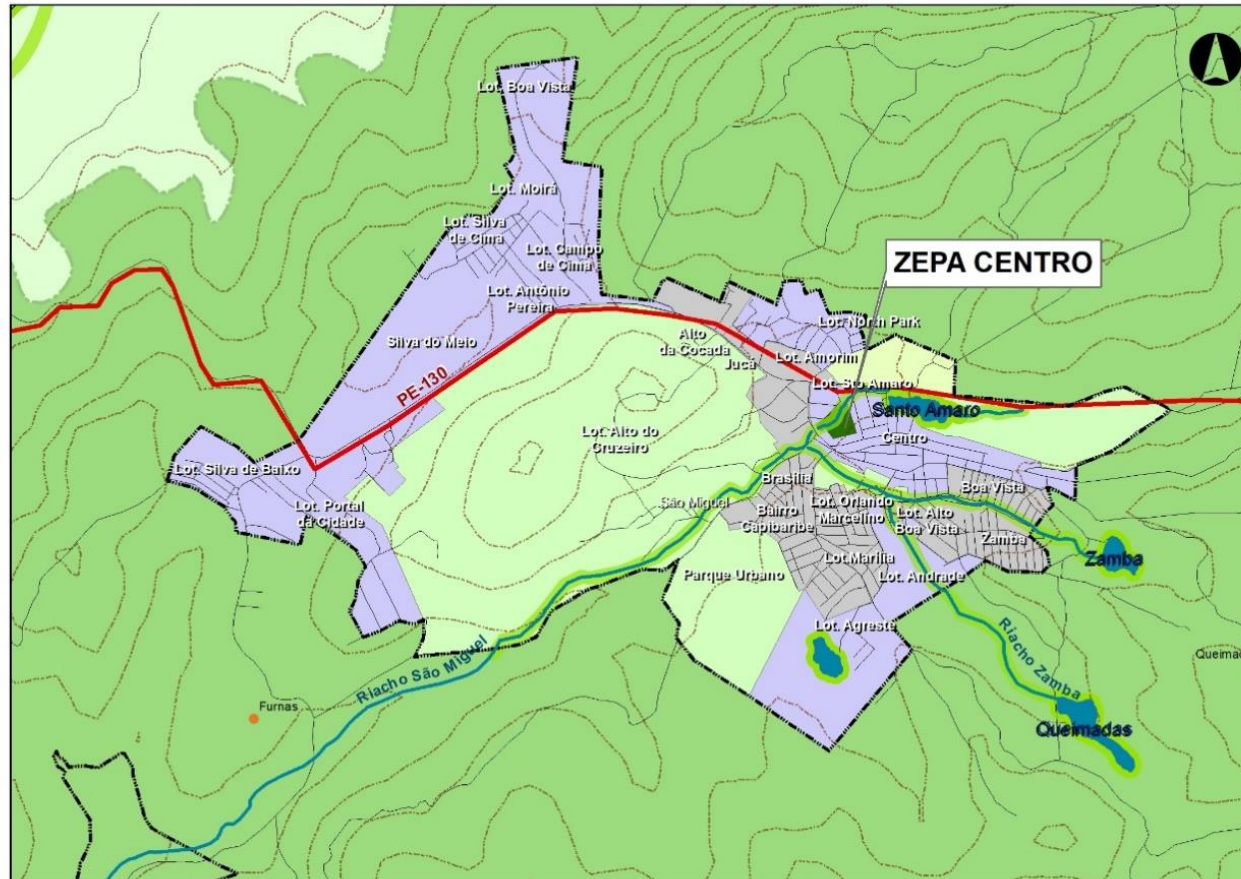 Lot. Boa Vista
Lot. Moirá
Lot. Silva
de Cima
Lot. Campo
de Cima
ZEPA CENTRO
Lot. Antônio
Pereira
Silva do Meio
Alto
da Cocada
Lot. North Park
Jucá
Lot. Amorim
PE-130
Lot. Sto Amaro
Santo Amaro
Lot. Alto do
Cruzeiro
Centro
Lot. Silva de Baixo
Lot. Portal
da Cidade
Brasília
São Miguel
Bairro
Capibaribe
Lot. Orlando
Marcelino
Lot. Alto
Boa Vista
Boa Vista
Zamba
Zamba
Lot.Marilia
Parque Urbano
Lot. Andrade
Lot. Agreste
Riacho São Miguel
Riacho Zamba
Queimad
Furnas
Queimadas